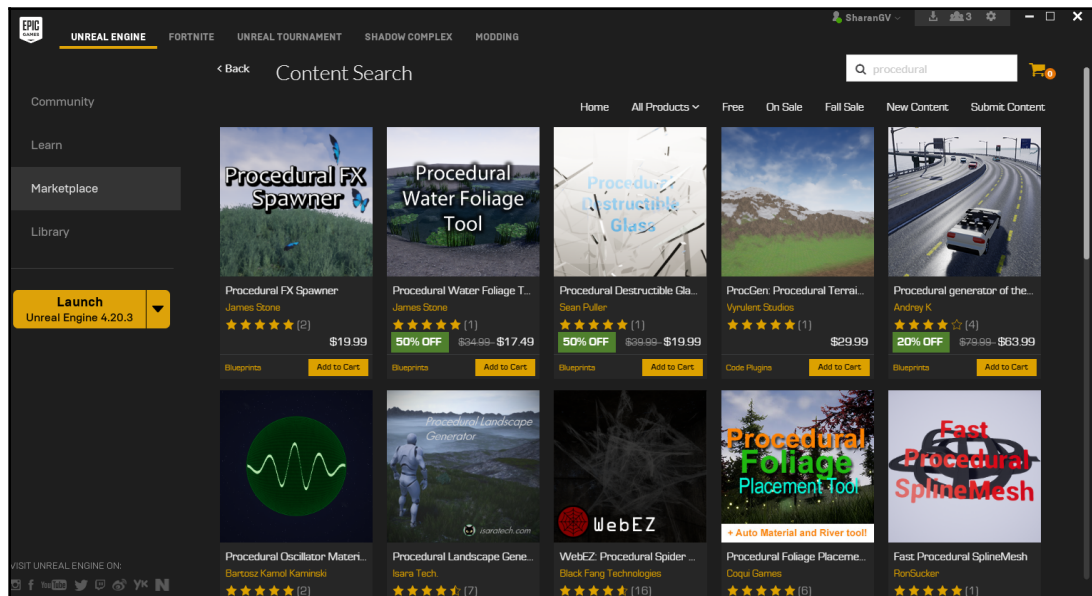 EPIC
GAMES
UNREAL ENGINE
FORTNITE
UNREAL TOURNAMENT
SHADOW COMPLEX
MODDING
SharanGV
3
< Back
Content Search
procedural
0
Community
Learn
Marketplace
Library
Launch
Unreal Engine 4.20.3
Home
All Products
Free
On Sale
Fall Sale
New Content
Submit Content
Procedural FX
Spawner
Procedural
Water Foliage
Tool
Procedural
Destructible
Glass
Procedural FX Spawner
James Stone
(2)
$19.99
Blueprints
Add to Cart
Procedural Water Foliage T...
James Stone
(1)
50% OFF $34.99 $17.49
Blueprints
Add to Cart
Procedural Destructible Gla...
Sean Puller
(1)
50% OFF $39.99 $19.99
Blueprints
Add to Cart
ProcGen: Procedural Terrai...
Vyrulent Studios
(1)
$29.99
Code Plugins
Add to Cart
Procedural generator of the...
Andrey K
(4)
20% OFF $79.99 $63.99
Blueprints
Add to Cart
Procedural Landscape
Generator
isaratech.com
WebEZ
Procedural
Foliage
Placement Tool
+ Auto Material and River tool!
Fast
Procedural
SplineMesh
Procedural Oscillator Materi...
Bartosz Kamol Kaminski
(2)
Procedural Landscape Gene...
Isara Tech.
(7)
WebEZ: Procedural Spider ...
Black Fang Technologies
(16)
Procedural Foliage Placeme...
Coqui Games
(6)
Fast Procedural SplineMesh
RonSucker
(1)
VISIT UNREAL ENGINE ON:
You Tube